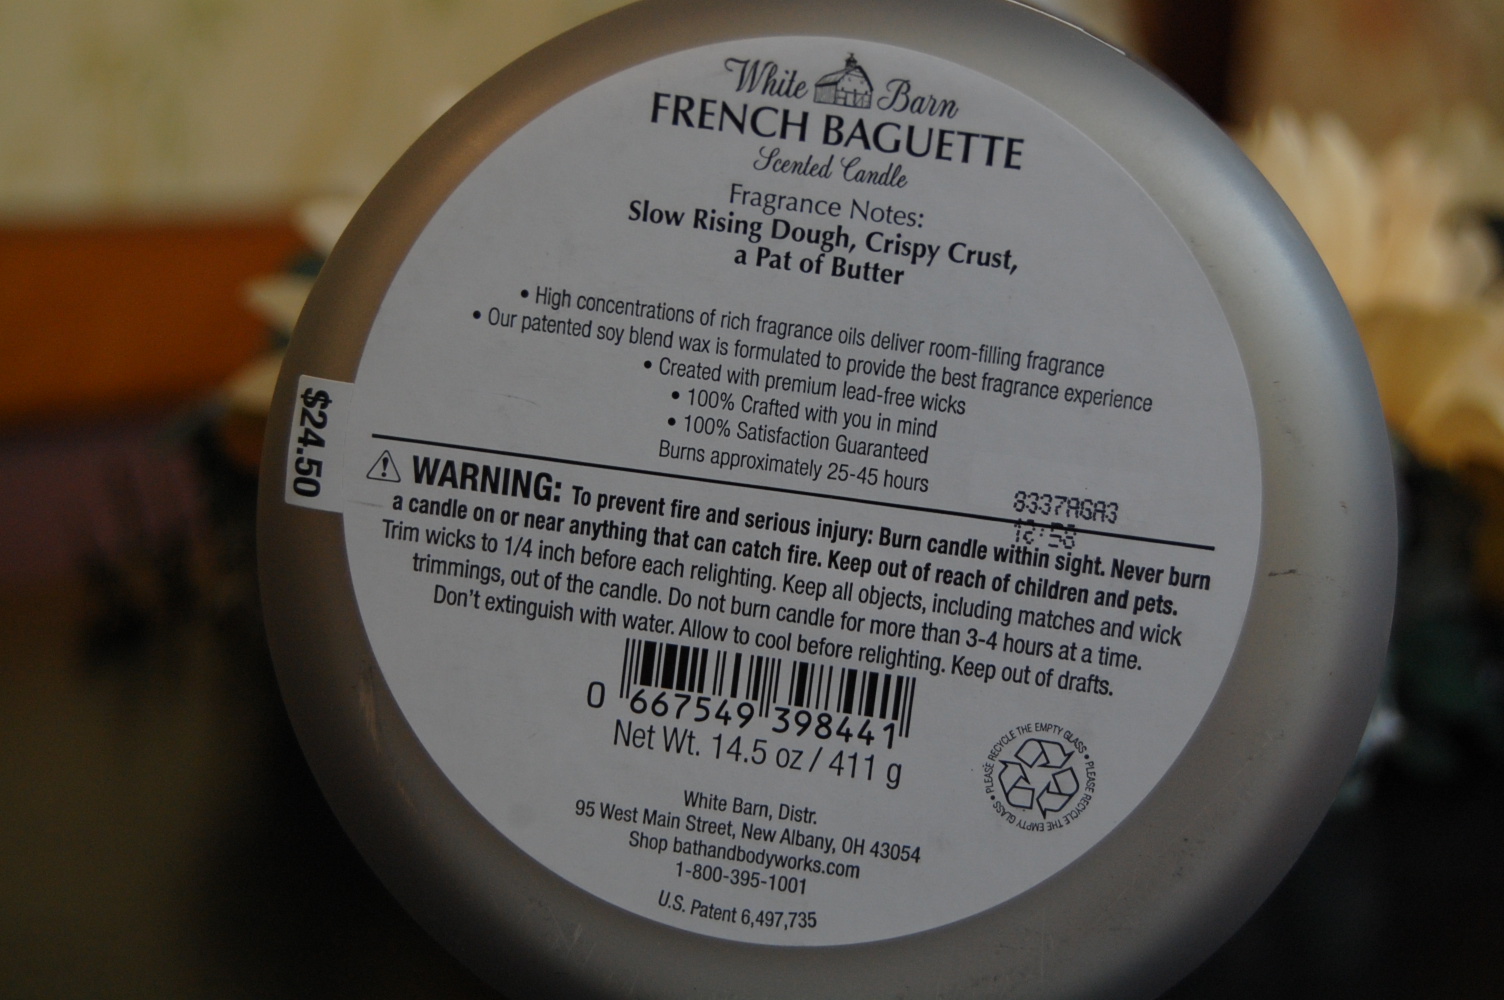 White Barn
FRENCH BAGUETTE
Scented Candle
Fragrance Notes:
Slow Rising Dough, Crispy Crust,
a Pat of Butter
• High concentrations of rich fragrance oils deliver room-filling fragrance
• Our patented soy blend wax is formulated to provide the best fragrance experience
• Created with premium lead-free wicks
• 100% Crafted with you in mind
• 100% Satisfaction Guaranteed
Burns approximately 25-45 hours
$24.50
8337AGA3
12:58
WARNING: To prevent fire and serious injury: Burn candle within sight. Never burn
a candle on or near anything that can catch fire. Keep out of reach of children and pets.
Trim wicks to 1/4 inch before each relighting. Keep all objects, including matches and wick
trimmings, out of the candle. Do not burn candle for more than 3-4 hours at a time.
Don't extinguish with water. Allow to cool before relighting. Keep out of drafts.
0 667549 398441
Net Wt. 14.5 oz / 411 g
PLEASE RECYCLE THE EMPTY GLASS • PLEASE RECYCLE THE EMPTY GLASS •
White Barn, Distr.
95 West Main Street, New Albany, OH 43054
Shop bathandbodyworks.com
1-800-395-1001
U.S. Patent 6,497,735